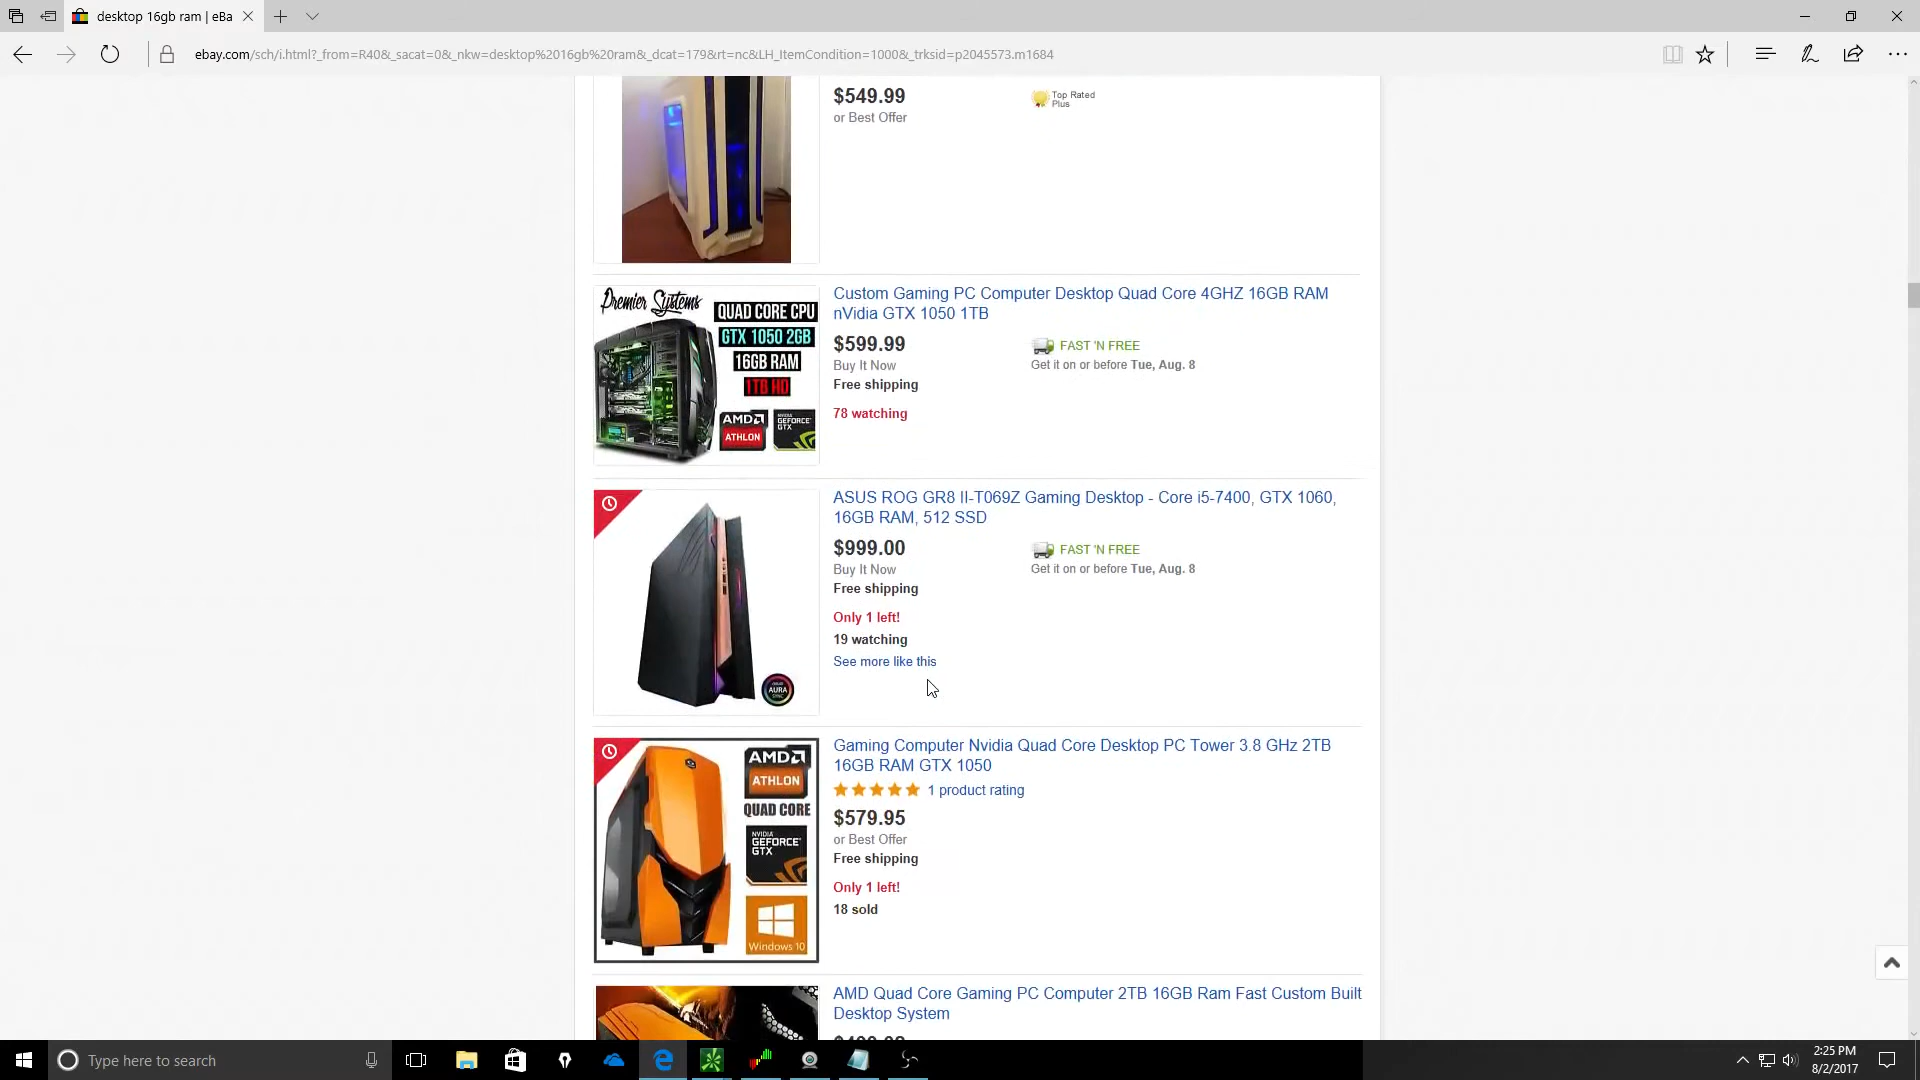 desktop 16gb ram | eBa
ebay.com/sch/i.html?_from=R40&_sacat=0&_nkw=desktop%2016gb%20ram&_dcat=179&rt=nc&LH_ItemCondition=1000&_trksid=p2045573.m1684
$549.99
or Best Offer
Top Rated
Plus
Premier Systems
QUAD CORE CPU
GTX 1050 2GB
16GB RAM
1TB HD
AMD
ATHLON
NVIDIA
GEFORCE
GTX
Custom Gaming PC Computer Desktop Quad Core 4GHZ 16GB RAM
nVidia GTX 1050 1TB
$599.99
Buy It Now
Free shipping
78 watching
FAST 'N FREE
Get it on or before Tue, Aug. 8
AURA
SYNC
ASUS ROG GR8 II-T069Z Gaming Desktop - Core i5-7400, GTX 1060,
16GB RAM, 512 SSD
$999.00
Buy It Now
Free shipping
Only 1 left!
19 watching
See more like this
FAST 'N FREE
Get it on or before Tue, Aug. 8
AMD
ATHLON
QUAD CORE
NVIDIA
GEFORCE
GTX
Windows 10
Gaming Computer Nvidia Quad Core Desktop PC Tower 3.8 GHz 2TB
16GB RAM GTX 1050
1 product rating
$579.95
or Best Offer
Free shipping
Only 1 left!
18 sold
AMD Quad Core Gaming PC Computer 2TB 16GB Ram Fast Custom Built
Desktop System
Type here to search
2:25 PM
8/2/2017